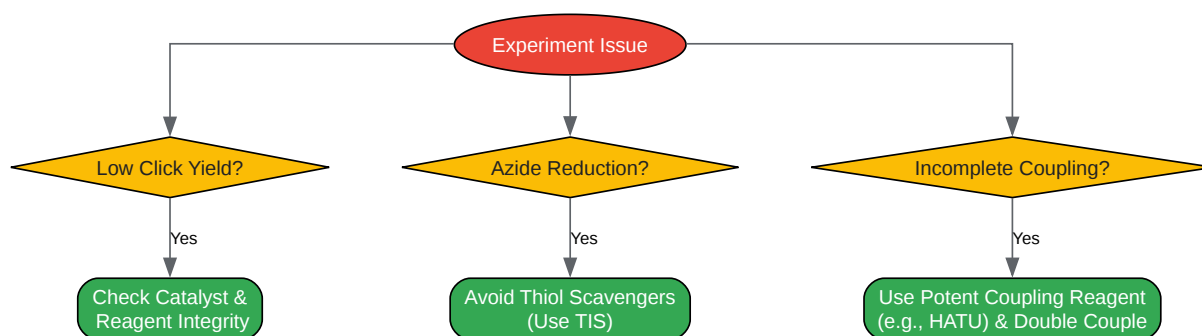 Experiment Issue
Low Click Yield?
Azide Reduction?
Incomplete Coupling?
Yes
Yes
Yes
Check Catalyst &
Reagent Integrity
Avoid Thiol Scavengers
(Use TIS)
Use Potent Coupling Reagent
(e.g., HATU) & Double Couple